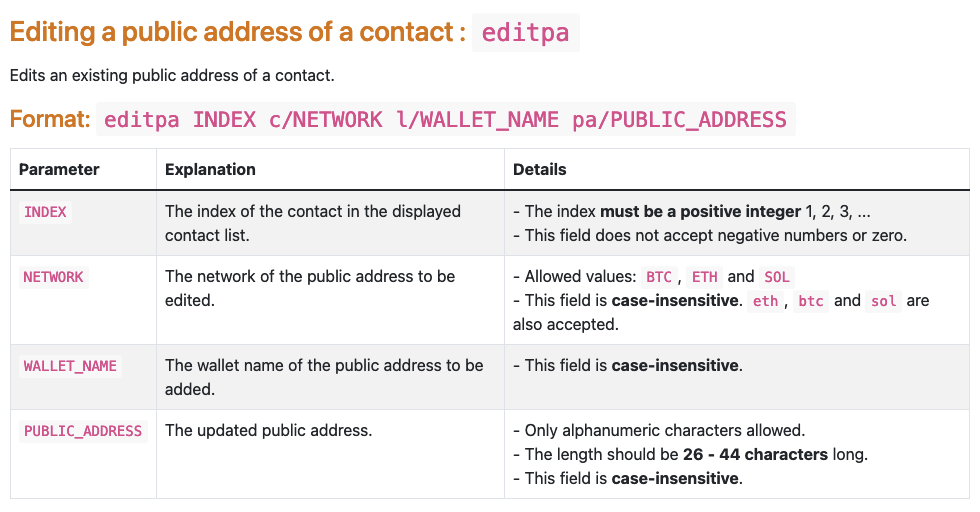 Editing a public address of a contact : editpa
Edits an existing public address of a contact.
Format: editpa INDEX c/NETWORK l/WALLET_NAME pa/PUBLIC_ADDRESS
Parameter Explanation Details
INDEX
The index of the contact in the displayed
contact list.
- The index must be a positive integer 1, 2, 3, ...
- This field does not accept negative numbers or zero.
NETWORK
The network of the public address to be
edited.
- Allowed values: BTC , ETH and SOL
- This field is case-insensitive. eth , btc and sol are
also accepted.
WALLET_NAME
The wallet name of the public address to be
added.
- This field is case-insensitive.
PUBLIC_ADDRESS
The updated public address.
- Only alphanumeric characters allowed.
- The length should be 26 - 44 characters long.
- This field is case-insensitive.